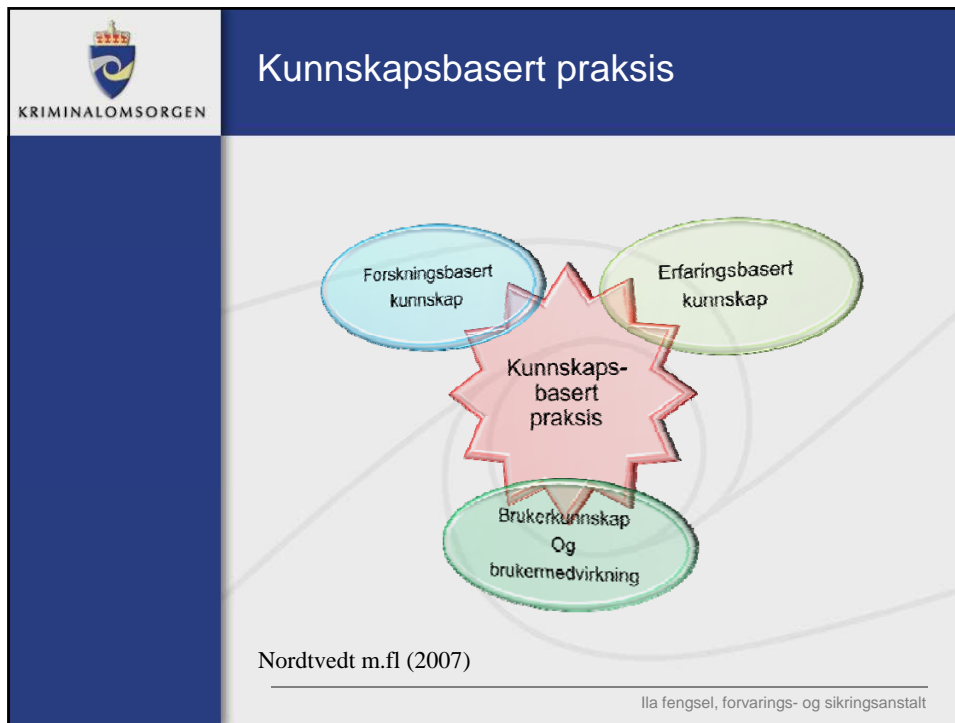 KRIMINALOMSORGEN
Kunnskapsbasert praksis
Forskningsbasert
kunnskap
Erfaringsbasert
kunnskap
Kunnskaps-
basert
praksis
Brukerkunnskap
Og
brukermedvirkning
Nordtvedt m.fl (2007)
Ila fengsel, forvarings- og sikringsanstalt